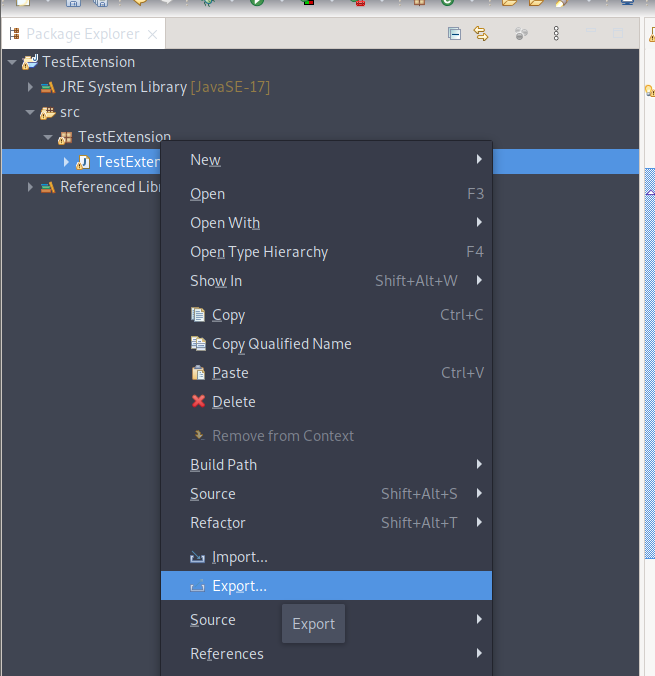 Package Explorer
TestExtension
JRE System Library [JavaSE-17]
src
TestExtension
TestExten
Referenced Lib
New
Open F3
Open With
Open Type Hierarchy F4
Show In Shift+Alt+W
Copy Ctrl+C
Copy Qualified Name
Paste Ctrl+V
Delete
Remove from Context
Build Path
Source Shift+Alt+S
Refactor Shift+Alt+T
Import...
Export...
Source
Export
References